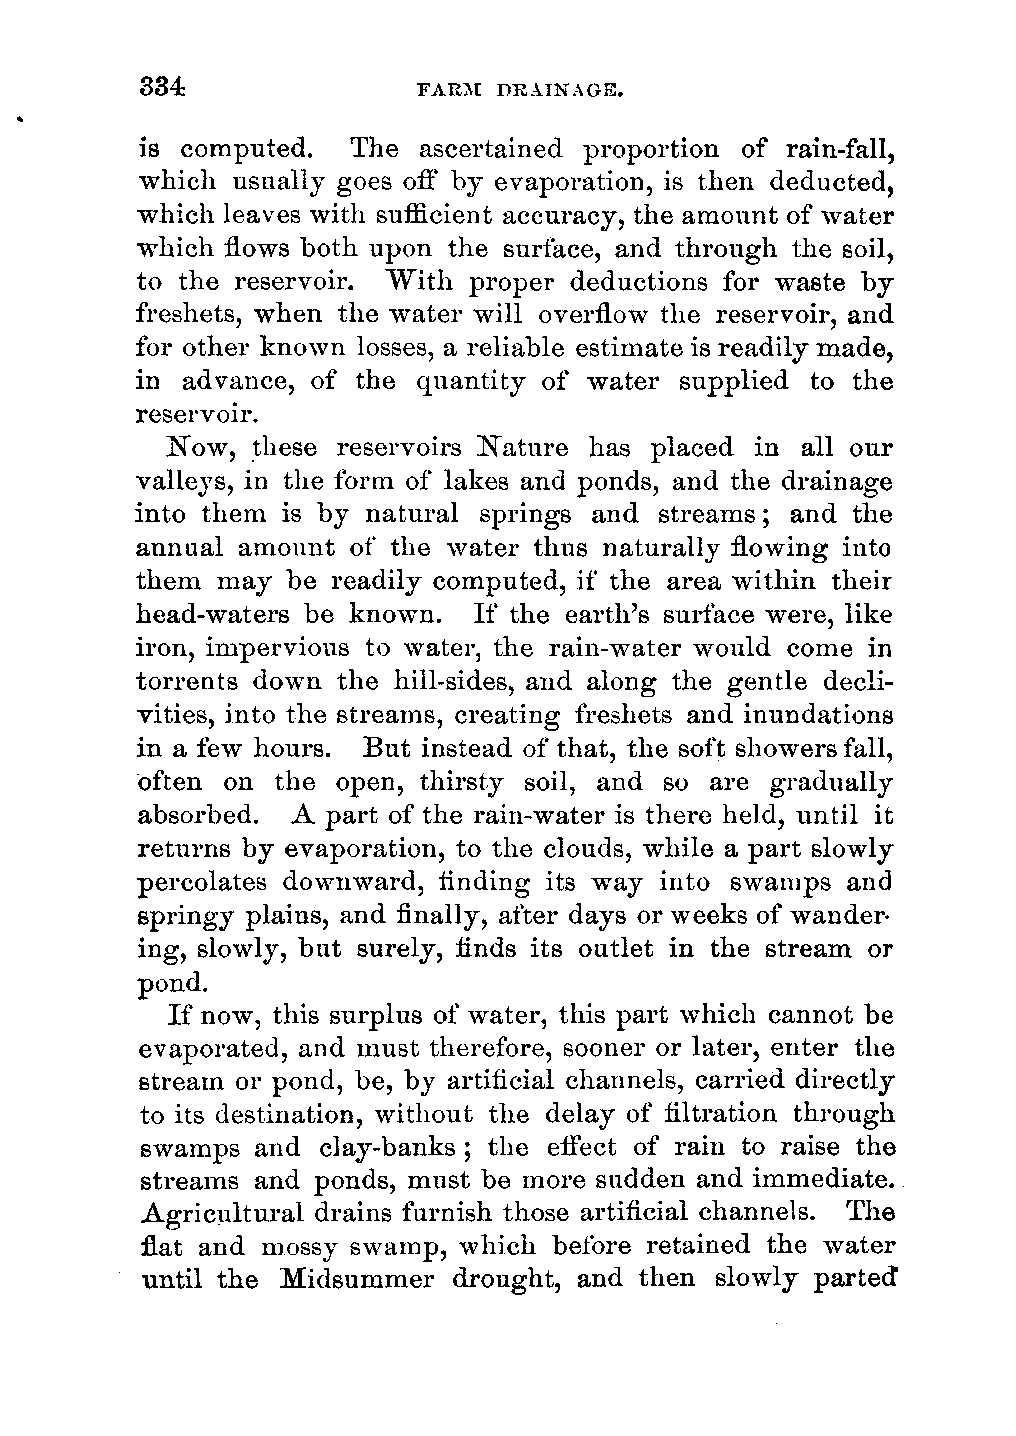 334 FARM DRAINAGE.
is computed. The ascertained proportion of rain-fall,
which usually goes off by evaporation, is then deducted,
which leaves with sufficient accuracy, the amount of water
which flows both upon the surface, and through the soil,
to the reservoir. With proper deductions for waste by
freshets, when the water will overflow the reservoir, and
for other known losses, a reliable estimate is readily made,
in advance, of the quantity of water supplied to the
reservoir.
Now, these reservoirs Nature has placed in all our
valleys, in the form of lakes and ponds, and the drainage
into them is by natural springs and streams; and the
annual amount of the water thus naturally flowing into
them may be readily computed, if the area within their
head-waters be known. If the earth's surface were, like
iron, impervious to water, the rain-water would come in
torrents down the hill-sides, and along the gentle decli-
vities, into the streams, creating freshets and inundations
in a few hours. But instead of that, the soft showers fall,
often on the open, thirsty soil, and so are gradually
absorbed. A part of the rain-water is there held, until it
returns by evaporation, to the clouds, while a part slowly
percolates downward, finding its way into swamps and
springy plains, and finally, after days or weeks of wander-
ing, slowly, but surely, finds its outlet in the stream or
pond.
If now, this surplus of water, this part which cannot be
evaporated, and must therefore, sooner or later, enter the
stream or pond, be, by artificial channels, carried directly
to its destination, without the delay of filtration through
swamps and clay-banks; the effect of rain to raise the
streams and ponds, must be more sudden and immediate.
Agricultural drains furnish those artificial channels. The
flat and mossy swamp, which before retained the water
until the Midsummer drought, and then slowly parted